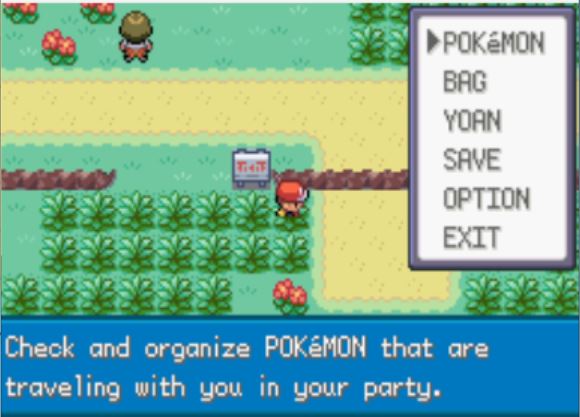 POKéMON
BAG
YOAN
SAVE
OPTION
EXIT
Check and organize POKéMON that are
traveling with you in your party.